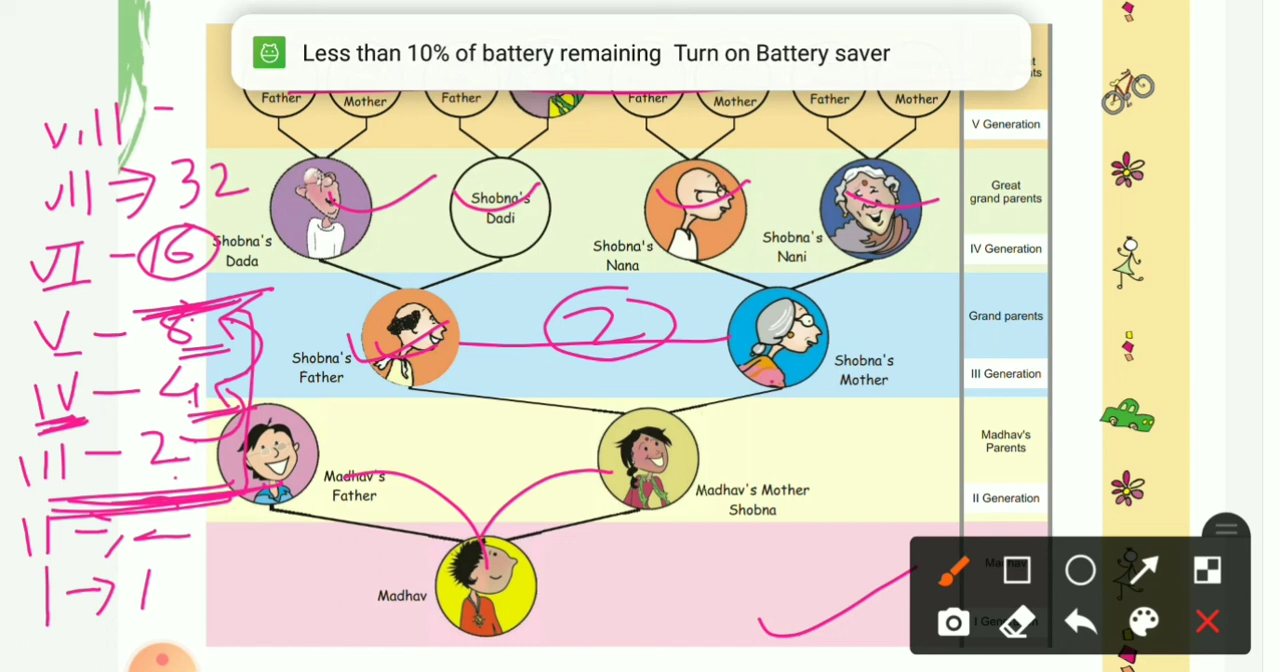 Less than 10% of battery remaining Turn on Battery saver
Father Mother Father Father Mother Father Mother
V Generation
VIII -
VII ⇒ 32
VI - 16
V - 8
IV - 4
III - 2
I → 1
Great
grand parents
Shobna's
Dadi
Shobna's
Dada
Shobna's
Nana
Shobna's
Nani
IV Generation
2
Grand parents
Shobna's
Father
Shobna's
Mother
III Generation
Madhav's
Parents
Madhav's
Father
Madhav's Mother
Shobna
II Generation
Madhav